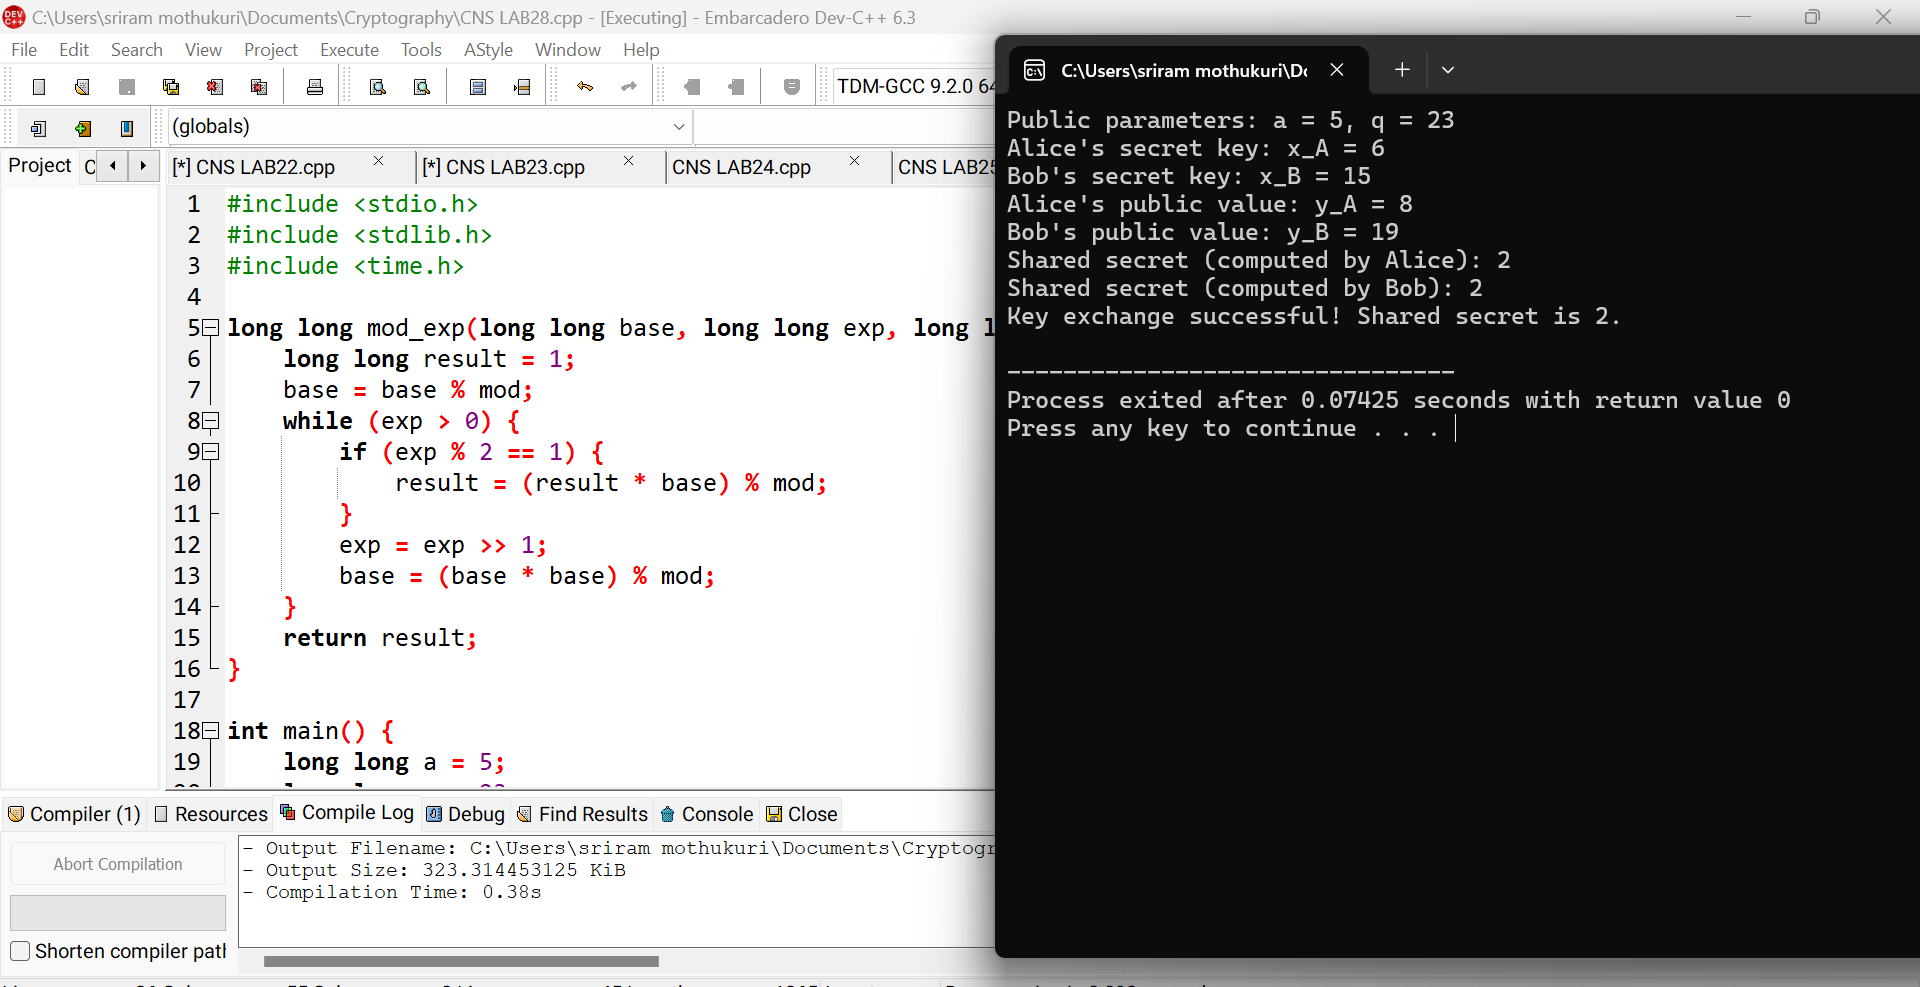 C:\Users\sriram mothukuri\Documents\Cryptography\CNS LAB28.cpp - [Executing] - Embarcadero Dev-C++ 6.3
File Edit Search View Project Execute Tools AStyle Window Help
TDM-GCC 9.2.0 64
(globals)
Project C [*] CNS LAB22.cpp [*] CNS LAB23.cpp CNS LAB24.cpp CNS LAB25
1 #include <stdio.h>
2 #include <stdlib.h>
3 #include <time.h>
4
5 long long mod_exp(long long base, long long exp, long l
6 long long result = 1;
7 base = base % mod;
8 while (exp > 0) {
9 if (exp % 2 == 1) {
10 result = (result * base) % mod;
11 }
12 exp = exp >> 1;
13 base = (base * base) % mod;
14 }
15 return result;
16 }
17
18 int main() {
19 long long a = 5;
Compiler (1) Resources Compile Log Debug Find Results Console Close
Abort Compilation
Shorten compiler path
- Output Filename: C:\Users\sriram mothukuri\Documents\Cryptogr
- Output Size: 323.314453125 KiB
- Compilation Time: 0.38s
C:\Users\sriram mothukuri\Dc
Public parameters: a = 5, q = 23
Alice's secret key: x_A = 6
Bob's secret key: x_B = 15
Alice's public value: y_A = 8
Bob's public value: y_B = 19
Shared secret (computed by Alice): 2
Shared secret (computed by Bob): 2
Key exchange successful! Shared secret is 2.
--------------------------------
Process exited after 0.07425 seconds with return value 0
Press any key to continue . . .